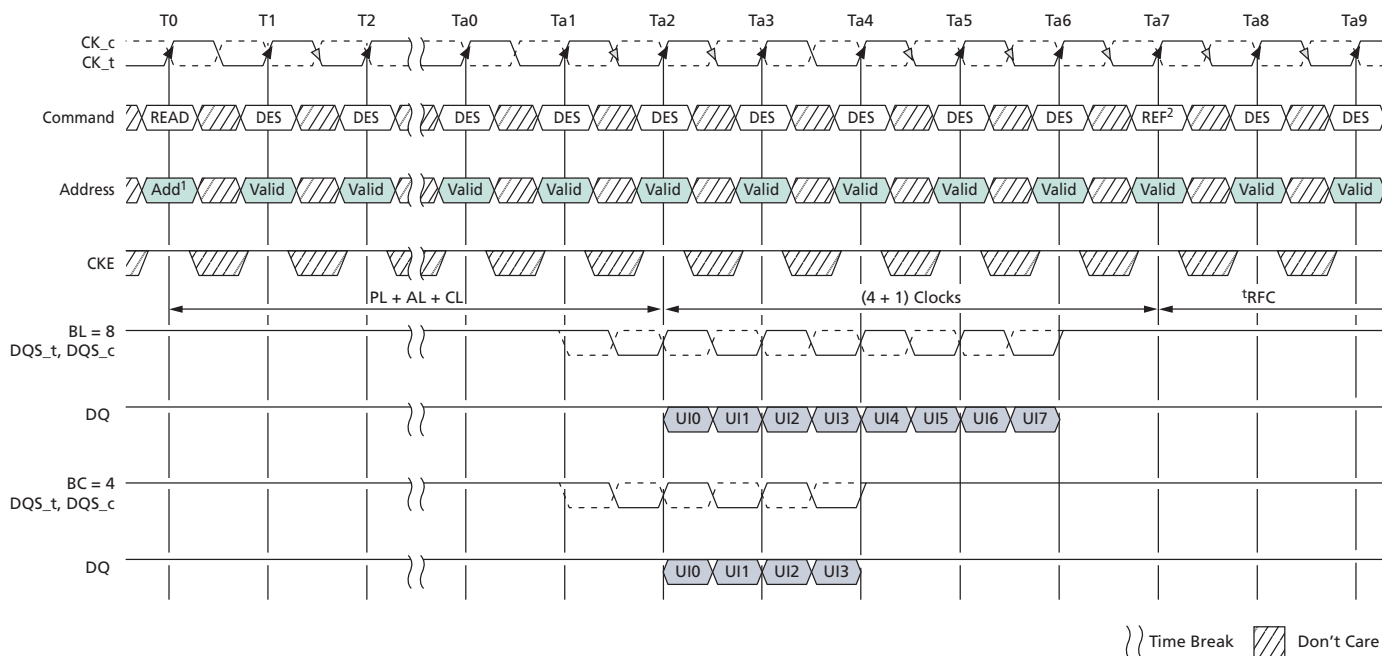 T0 T1 T2 Ta0 Ta1 Ta2 Ta3 Ta4 Ta5 Ta6 Ta7 Ta8 Ta9
CK_c
CK_t
Command READ DES DES DES DES DES DES DES DES DES REF2 DES DES
Address Add1 Valid Valid Valid Valid Valid Valid Valid Valid Valid Valid Valid Valid
CKE
PL + AL + CL (4 + 1) Clocks tRFC
BL = 8
DQS_t, DQS_c
DQ UI0 UI1 UI2 UI3 UI4 UI5 UI6 UI7
BC = 4
DQS_t, DQS_c
DQ UI0 UI1 UI2 UI3
Time Break Don't Care